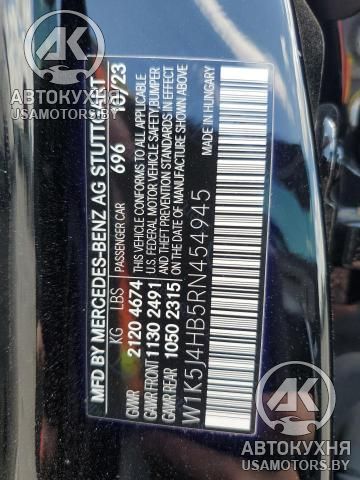 MFD BY MERCEDES-BENZ AG STUTTGART
KG LBS PASSENGER CAR 696 10/23
GVWR 2120 4674 THIS VEHICLE CONFORMS TO ALL APPLICABLE
GAWR FRONT 1130 2491 U.S. FEDERAL MOTOR VEHICLE SAFETY, BUMPER
GAWR REAR 1050 2315 AND THEFT PREVENTION STANDARDS IN EFFECT
ON THE DATE OF MANUFACTURE SHOWN ABOVE
W1K5J4HB5RN454945 MADE IN HUNGARY
АВТОКУХНЯ
USAMOTORS.BY
АВТОКУХНЯ
USAMOTORS.BY
АВТОКУХНЯ
USAMOTORS.BY